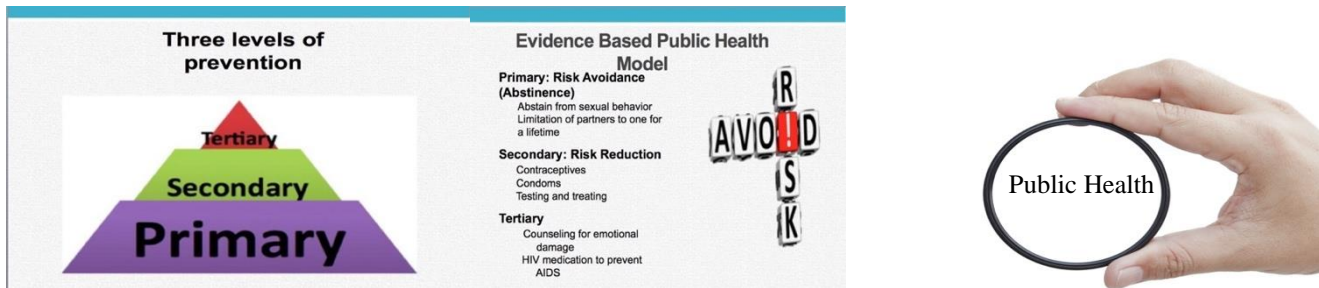 Three levels of
prevention
Tertiary
Secondary
Primary
Evidence Based Public Health
Model
Primary: Risk Avoidance
(Abstinence)
Abstain from sexual behavior
Limitation of partners to one for
a lifetime
Secondary: Risk Reduction
Contraceptives
Condoms
Testing and treating
Tertiary
Counseling for emotional
damage
HIV medication to prevent
AIDS
AVO!D
R!SK
Public Health